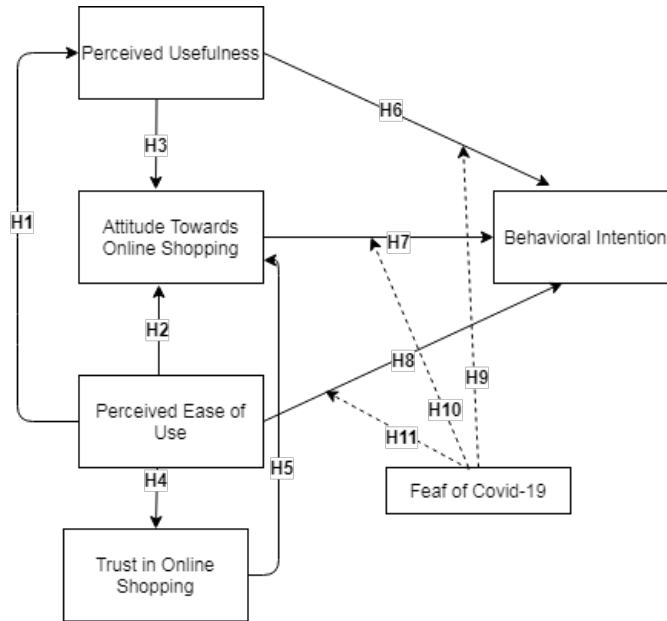 Perceived Usefulness
H6
H3
H1
Attitude Towards
Online Shopping
H7
Behavioral Intention
H2
H8
H9
Perceived Ease of
Use
H10
H11
H4
H5
Feaf of Covid-19
Trust in Online
Shopping